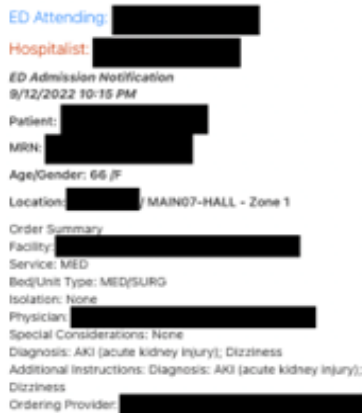 ED Attending:
Hospitalist:
ED Admission Notification
9/12/2022 10:15 PM
Patient:
MRN:
Age/Gender: 66 /F
Location: / MAIN07-HALL - Zone 1
Order Summary
Facility:
Service: MED
Bed/Unit Type: MED/SURG
Isolation: None
Physician:
Special Considerations: None
Diagnosis: AKI (acute kidney injury); Dizziness
Additional Instructions: Diagnosis: AKI (acute kidney injury);
Dizziness
Ordering Provider: